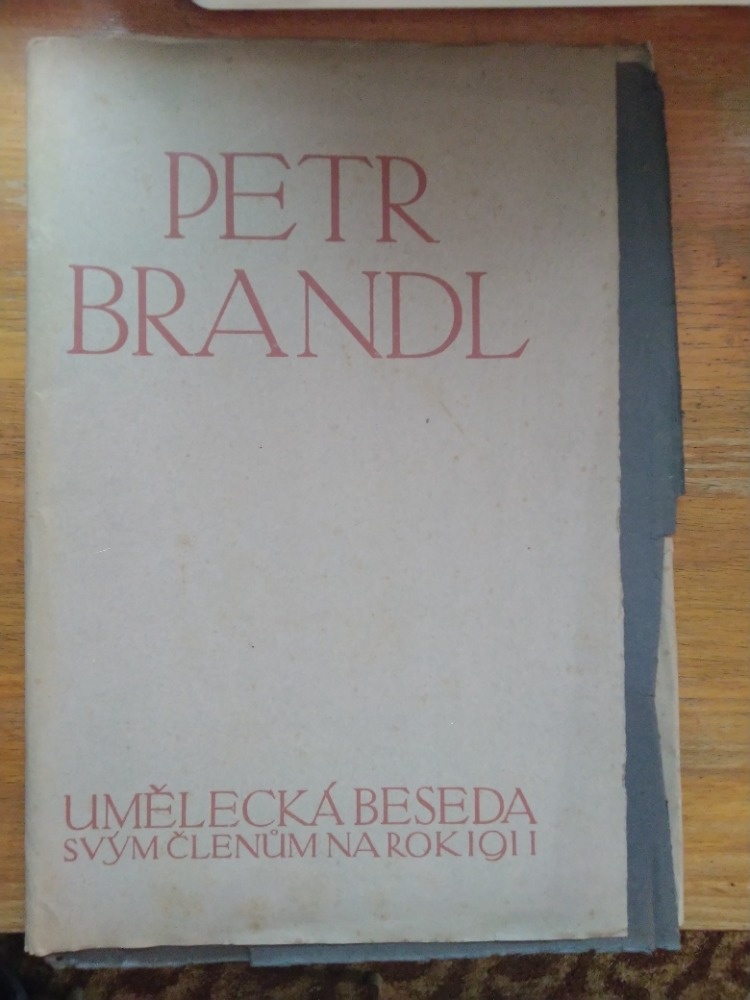 PETR
BRANDL
UMĚLECKÁ BESEDA
SVÝM ČLENŮM NA ROK 1911